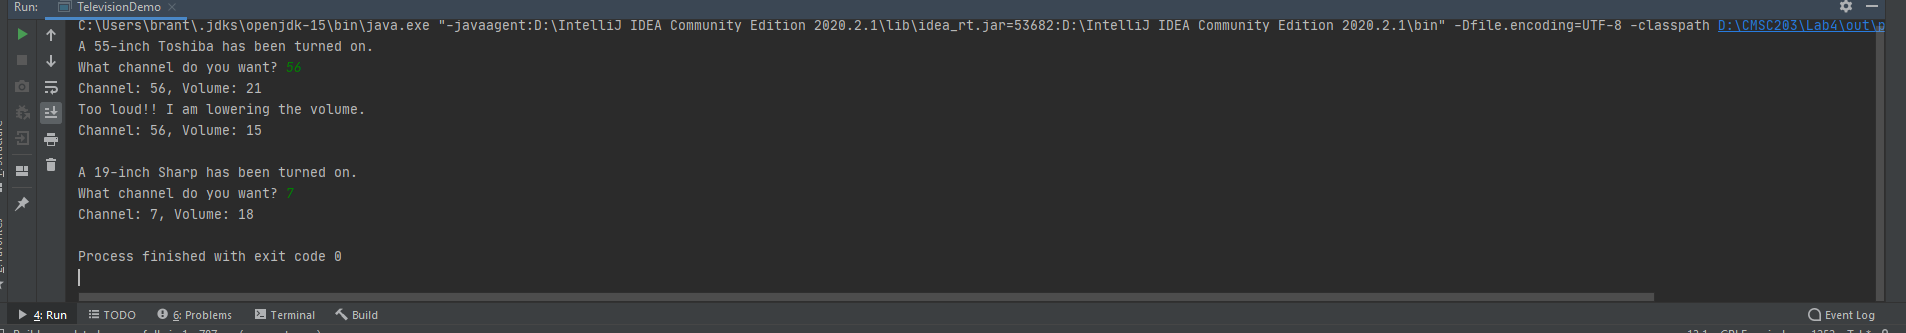 Run: TelevisionDemo
C:\Users\brant\.jdks\openjdk-15\bin\java.exe "-javaagent:D:\IntelliJ IDEA Community Edition 2020.2.1\lib\idea_rt.jar=53682:D:\IntelliJ IDEA Community Edition 2020.2.1\bin" -Dfile.encoding=UTF-8 -classpath D:\CMSC203\Lab4\out\p
A 55-inch Toshiba has been turned on.
What channel do you want? 56
Channel: 56, Volume: 21
Too loud!! I am lowering the volume.
Channel: 56, Volume: 15
A 19-inch Sharp has been turned on.
What channel do you want? 7
Channel: 7, Volume: 18
Process finished with exit code 0
4: Run TODO 6: Problems Terminal Build Event Log